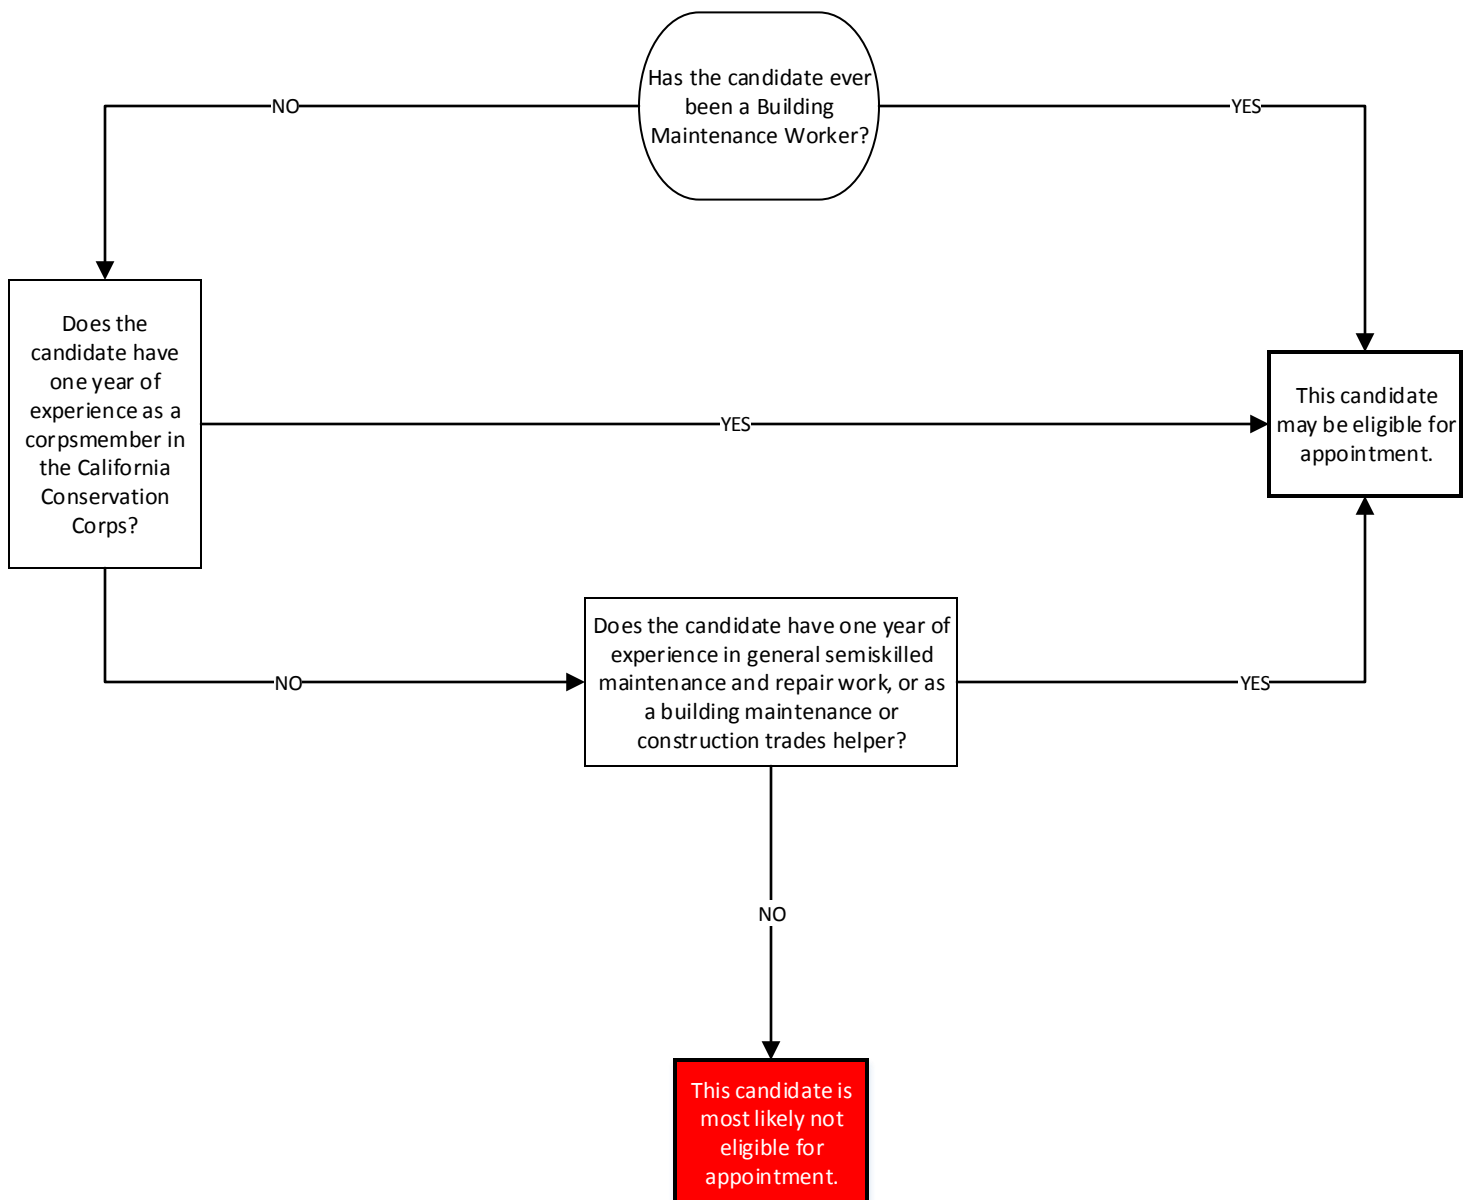 Has the candidate ever
been a Building
Maintenance Worker?
NO
YES
Does the
candidate have
one year of
experience as a
corpsmember in
the California
Conservation
Corps?
YES
This candidate
may be eligible for
appointment.
Does the candidate have one year of
experience in general semiskilled
maintenance and repair work, or as
a building maintenance or
construction trades helper?
NO
YES
NO
This candidate is
most likely not
eligible for
appointment.